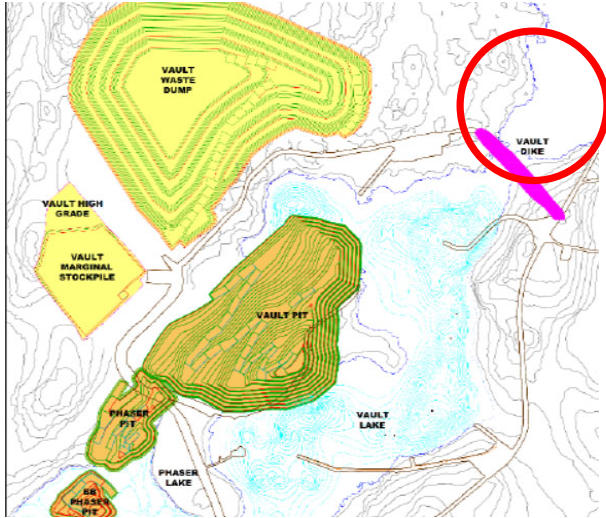 VAULT
WASTE
DUMP
VAULT
DIKE
VAULT HIGH
GRADE
VAULT
MARGINAL
STOCKPILE
VAULT PIT
PHASER
PIT
VAULT
LAKE
PHASER
LAKE
BB
PHASER
PIT